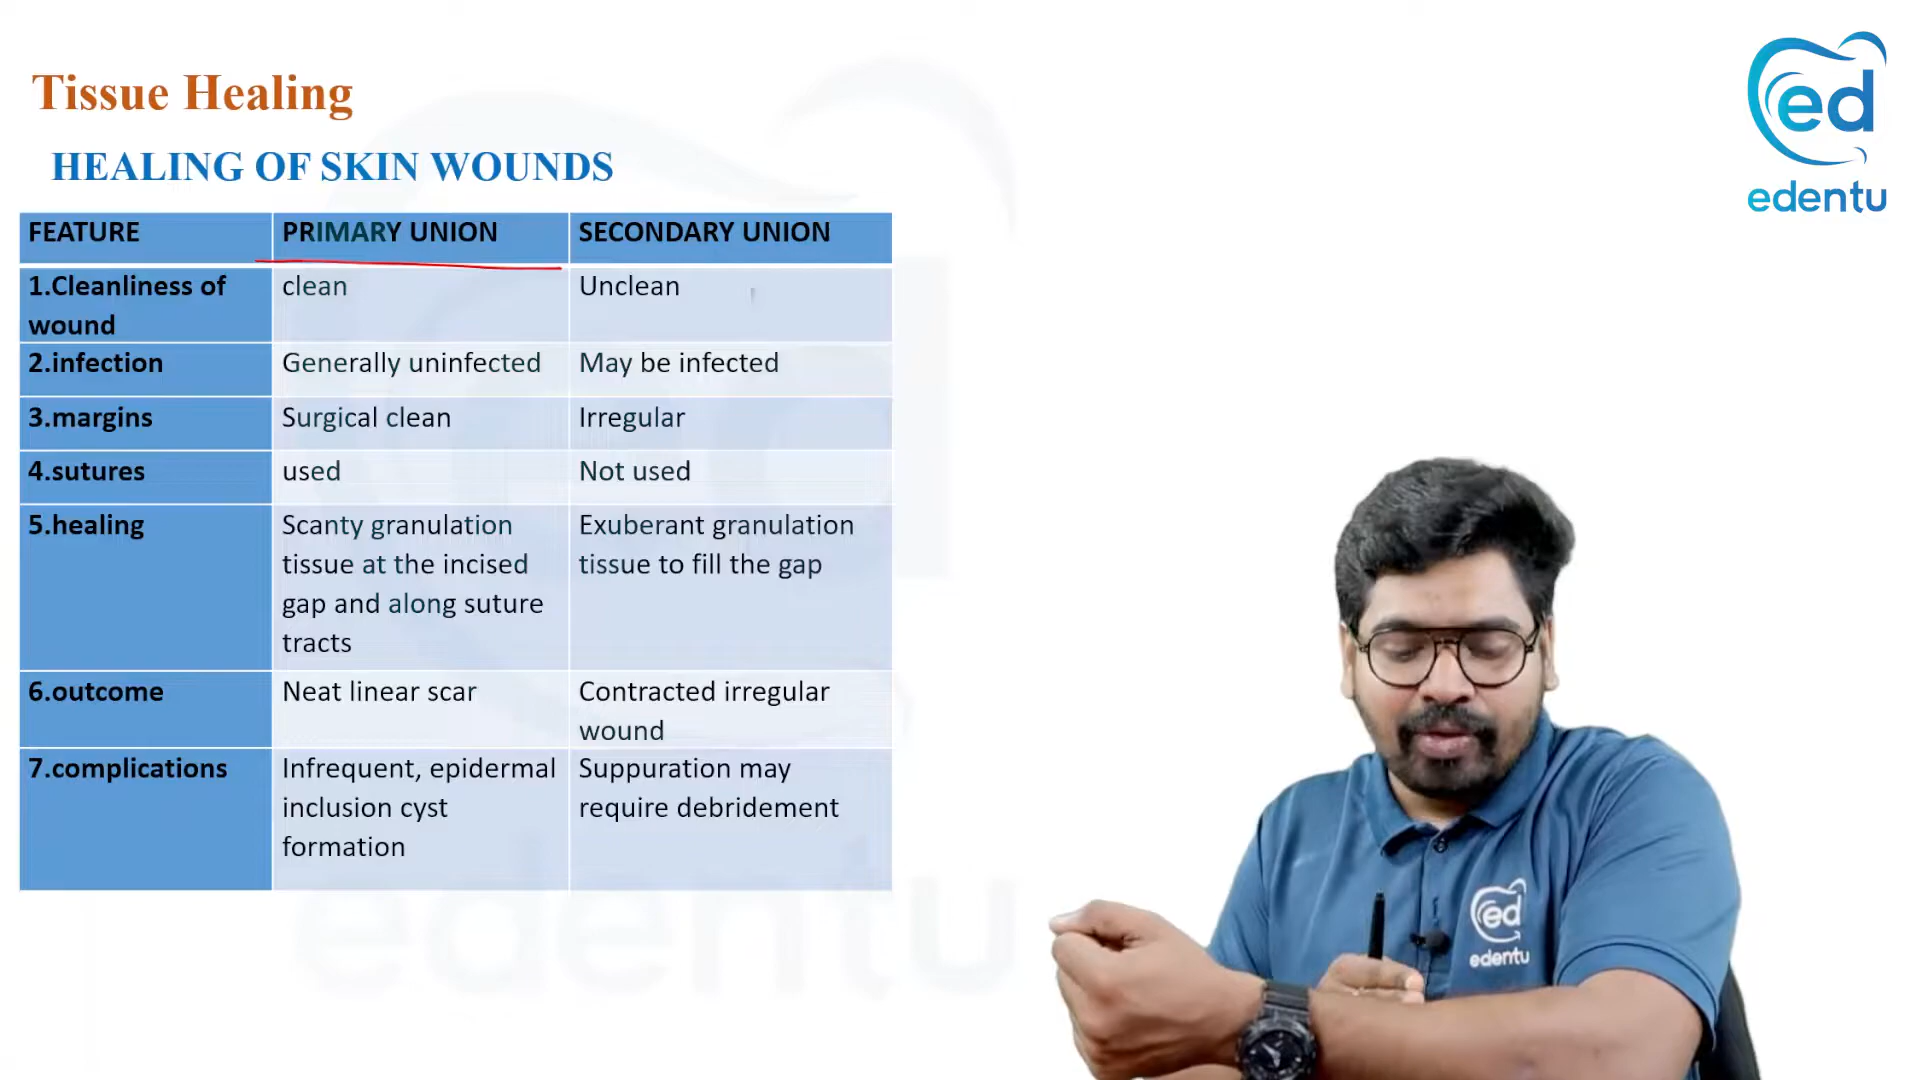 Tissue Healing
HEALING OF SKIN WOUNDS
FEATURE
PRIMARY UNION
SECONDARY UNION
1.Cleanliness of
wound
clean
Unclean
2.infection
Generally uninfected
May be infected
3.margins
Surgical clean
Irregular
4.sutures
used
Not used
5.healing
Scanty granulation
tissue at the incised
gap and along suture
tracts
Exuberant granulation
tissue to fill the gap
6.outcome
Neat linear scar
Contracted irregular
wound
7.complications
Infrequent, epidermal
inclusion cyst
formation
Suppuration may
require debridement
ed
edentu
ed
edentu
edentu